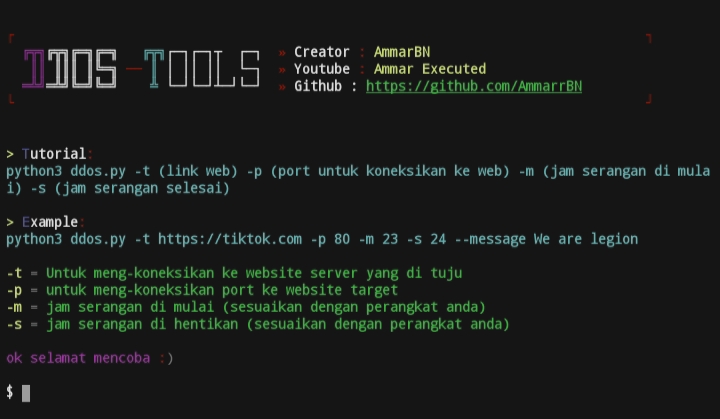 DDOS - TOOLS
» Creator : AmmarBN
» Youtube : Ammar Executed
» Github : https://github.com/AmmarrBN
> Tutorial:
python3 ddos.py -t (link web) -p (port untuk koneksikan ke web) -m (jam serangan di mula
i) -s (jam serangan selesai)
> Example:
python3 ddos.py -t https://tiktok.com -p 80 -m 23 -s 24 --message We are legion
-t = Untuk meng-koneksikan ke website server yang di tuju
-p = untuk meng-koneksikan port ke website target
-m = jam serangan di mulai (sesuaikan dengan perangkat anda)
-s = jam serangan di hentikan (sesuaikan dengan perangkat anda)
ok selamat mencoba :)
$